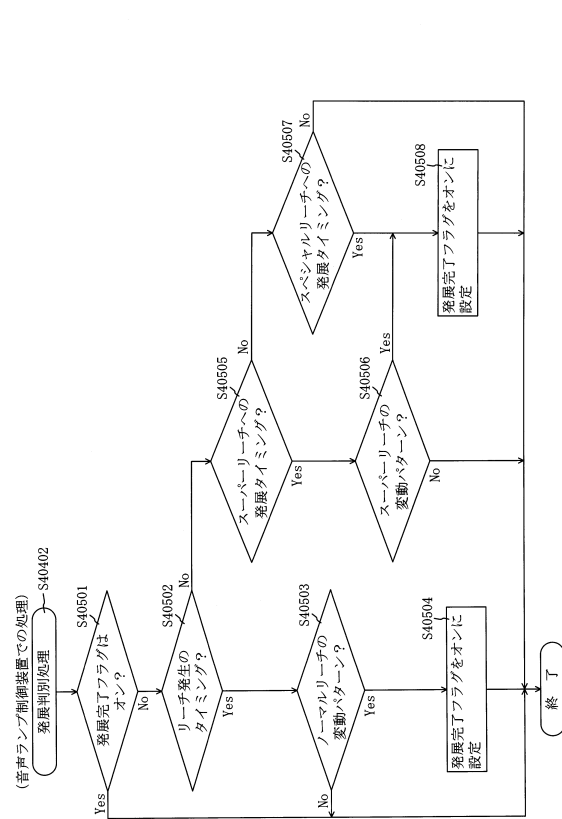 (音声ランプ制御装置での処理)
発展判別処理
S40402
発展完了フラグは
オン?
S40501
Yes
No
リーチ発生の
タイミング?
S40502
No
Yes
ノーマルリーチの
変動パターン?
S40503
No
Yes
発展完了フラグをオンに
設定
S40504
スーパーリーチへの
発展タイミング?
S40505
No
Yes
スーパーリーチの
変動パターン?
S40506
Yes
No
スペシャルリーチへの
発展タイミング?
S40507
No
Yes
発展完了フラグをオンに
設定
S40508
終 了